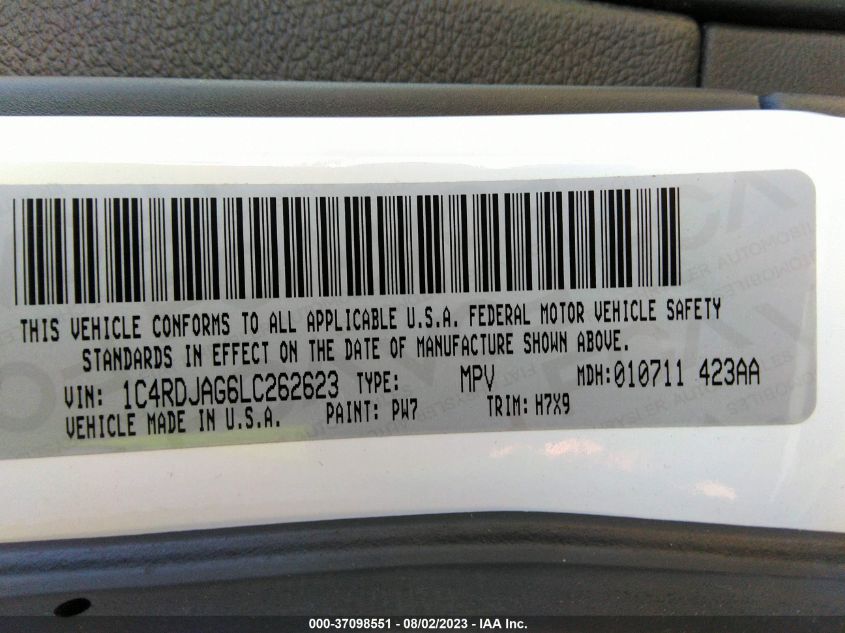 THIS VEHICLE CONFORMS TO ALL APPLICABLE U.S.A. FEDERAL MOTOR VEHICLE SAFETY
STANDARDS IN EFFECT ON THE DATE OF MANUFACTURE SHOWN ABOVE.
VIN: 1C4RDJAG6LC262623 TYPE: MPV MDH: 010711 423AA
VEHICLE MADE IN U.S.A. PAINT: PW7 TRIM: H7X9
000-37098551 - 08/02/2023 - IAA Inc.